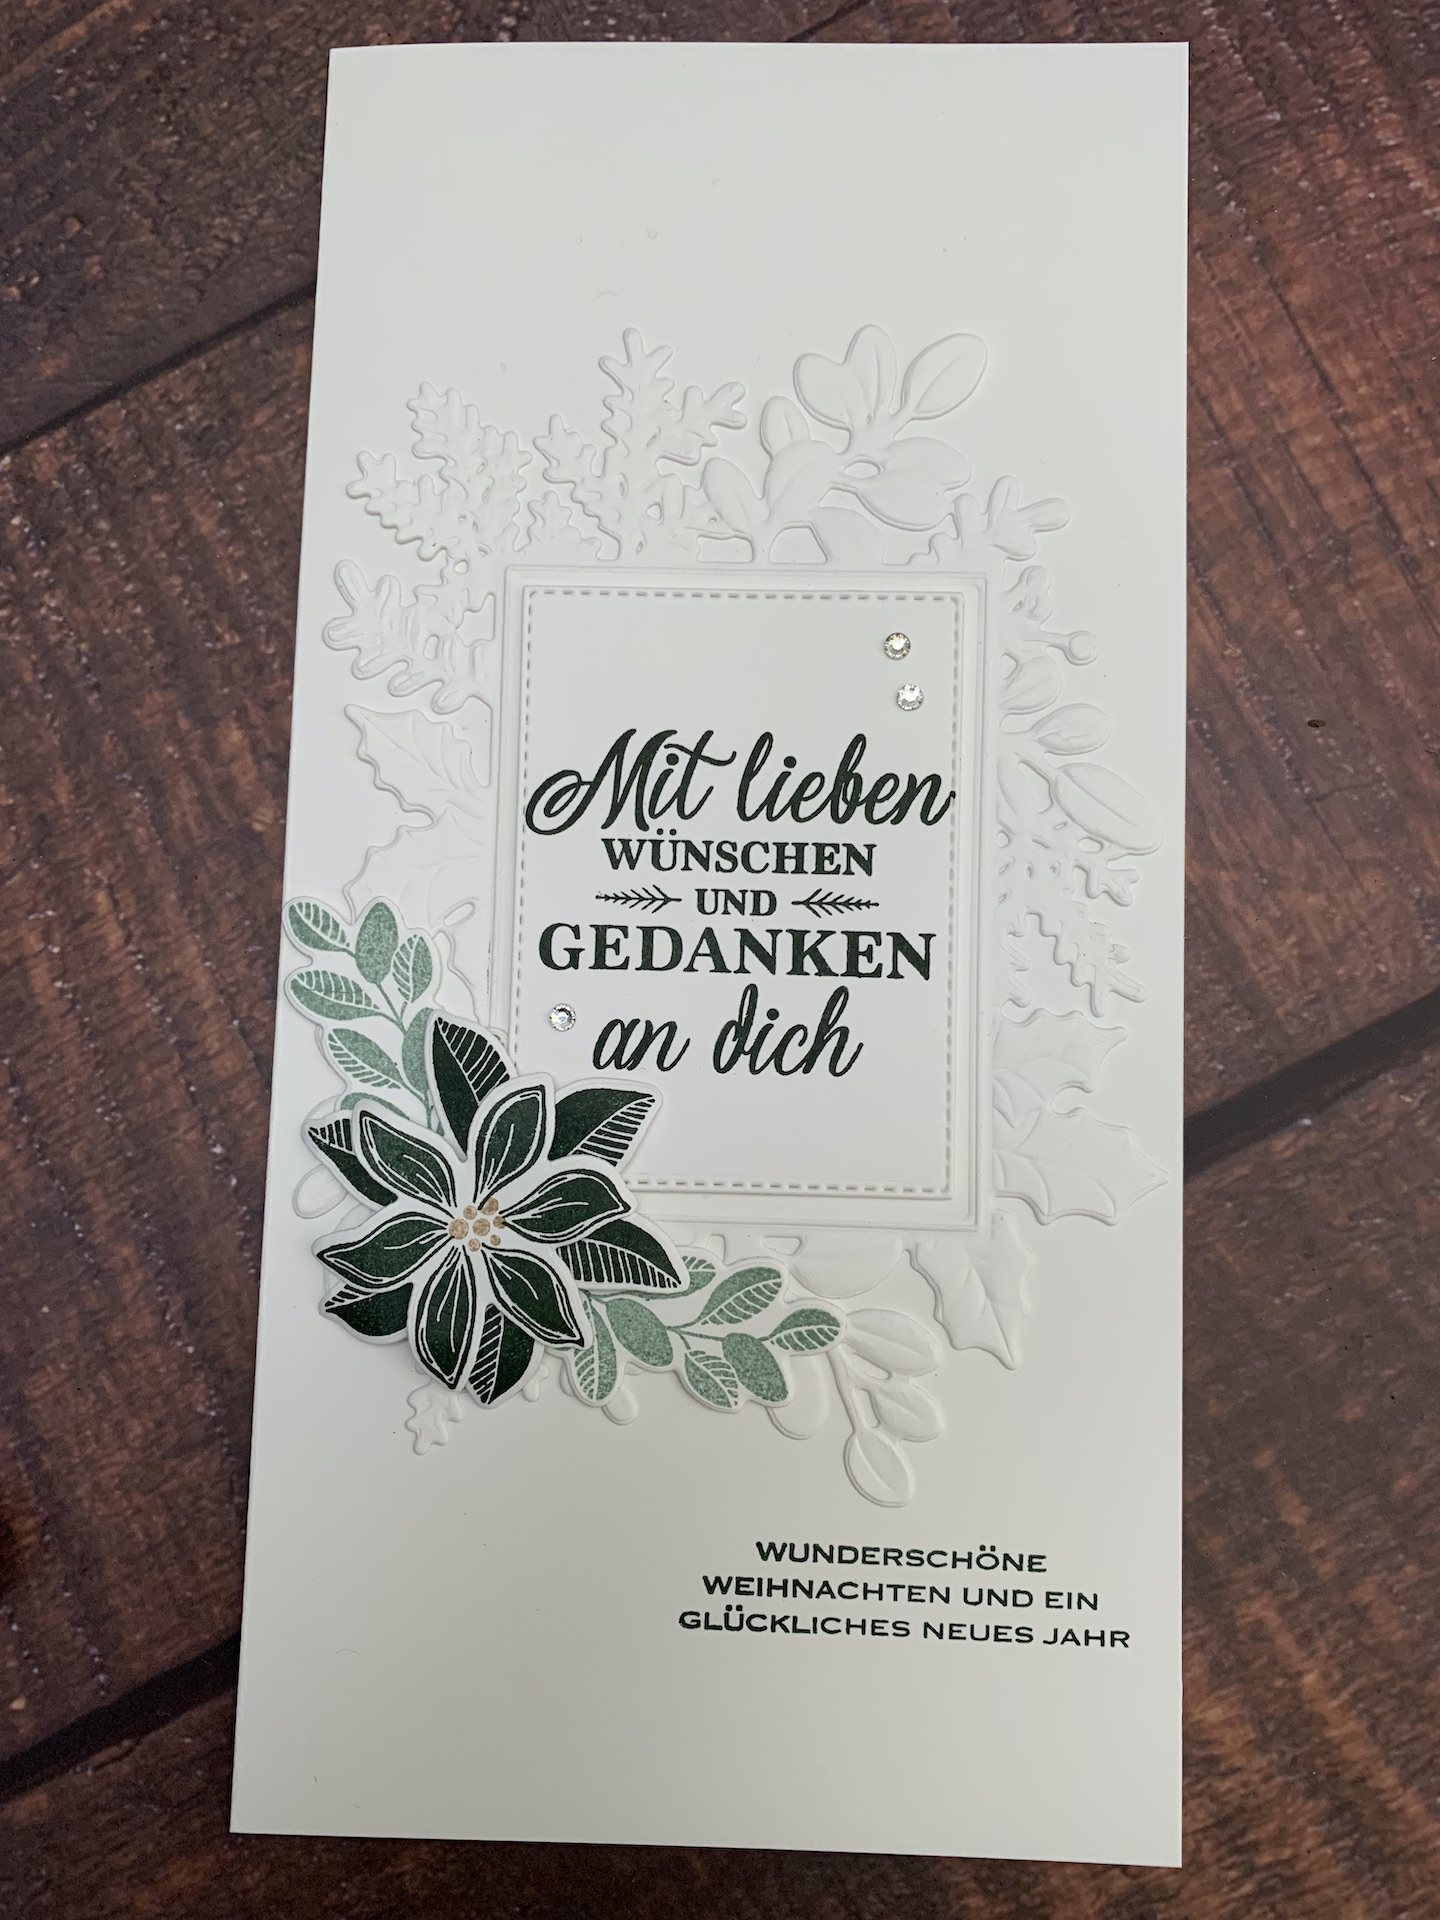 Mit lieben
WÜNSCHEN
UND
GEDANKEN
an dich
WUNDERSCHÖNE
WEIHNACHTEN UND EIN
GLÜCKLICHES NEUES JAHR